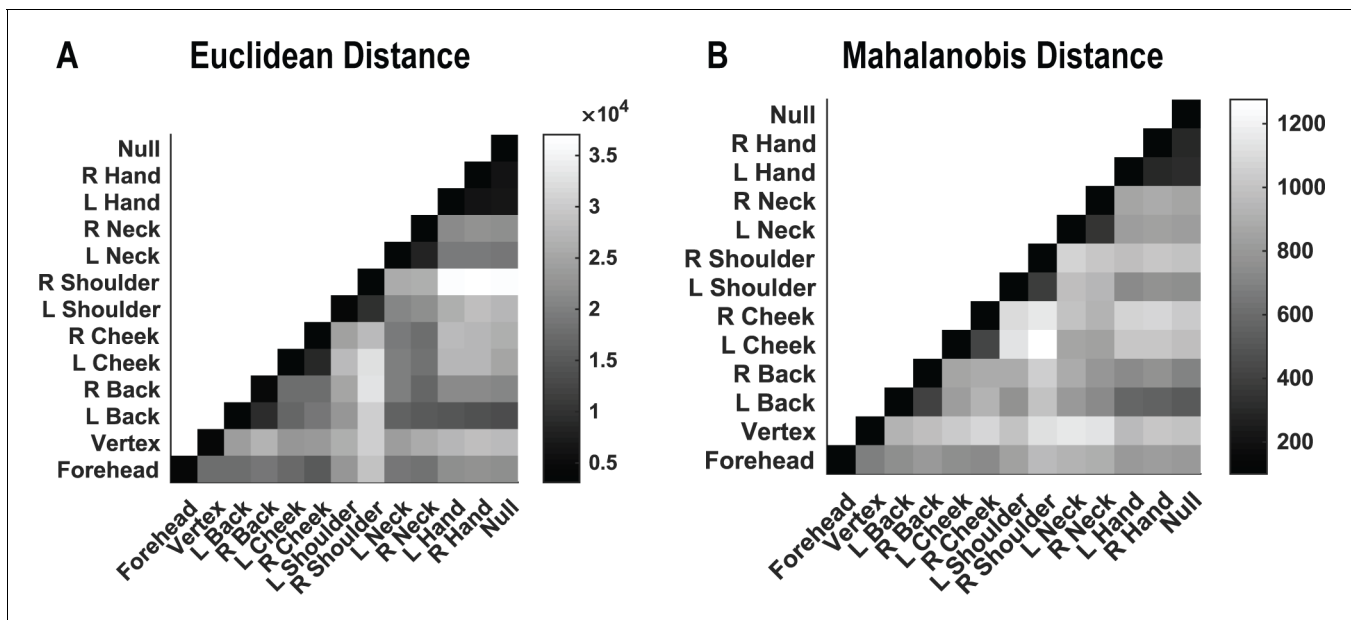 A
Euclidean Distance
×10⁴
Null
R Hand
L Hand
R Neck
L Neck
R Shoulder
L Shoulder
R Cheek
L Cheek
R Back
L Back
Vertex
Forehead
3.5
3
2.5
2
1.5
1
0.5
Forehead
Vertex
L Back
R Back
L Cheek
R Cheek
L Shoulder
R Shoulder
L Neck
R Neck
L Hand
R Hand
Null
B
Mahalanobis Distance
Null
R Hand
L Hand
R Neck
L Neck
R Shoulder
L Shoulder
R Cheek
L Cheek
R Back
L Back
Vertex
Forehead
1200
1000
800
600
400
200
Forehead
Vertex
L Back
R Back
L Cheek
R Cheek
L Shoulder
R Shoulder
L Neck
R Neck
L Hand
R Hand
Null